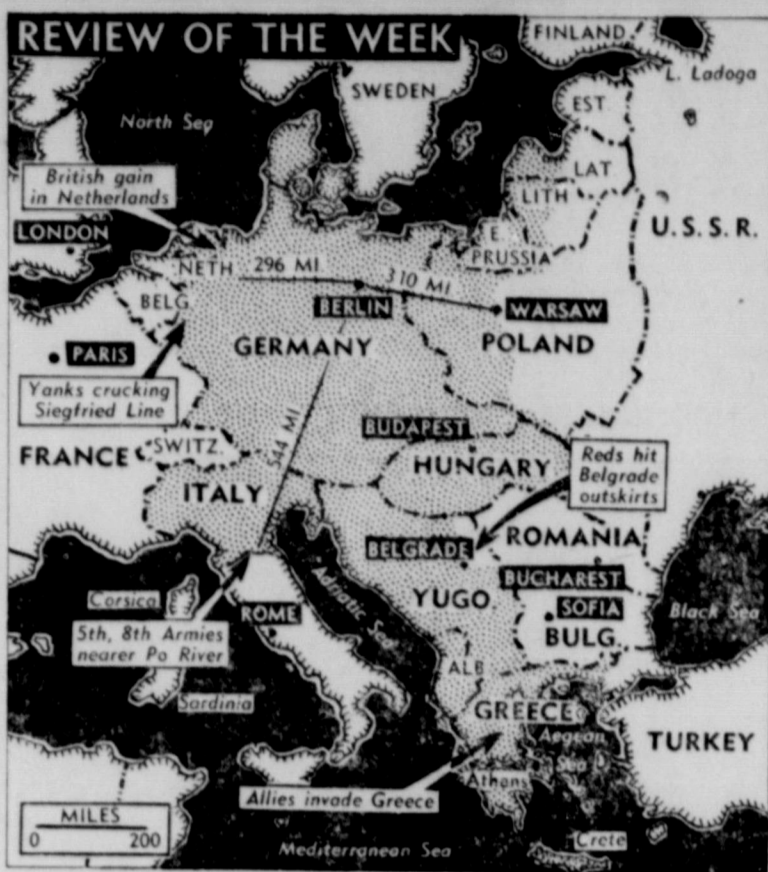 REVIEW OF THE WEEK
FINLAND
L. Ladoga
SWEDEN
EST.
North Sea
LAT
British gain
in Netherlands
LITH
U.S.S.R.
LONDON
E.
PRUSSIA
NETH
296 MI
310 MI
BELG
BERLIN
WARSAW
GERMANY
POLAND
PARIS
Yanks crucking
Siegfried Line
544 MI
BUDAPEST
FRANCE
SWITZ.
HUNGARY
Reds hit
Belgrade
outskirts
ITALY
ROMANIA
BELGRADE
BUCHAREST
Corsica
Adriatic Sea
YUGO.
SOFIA
Black Sea
ROME
BULG.
5th, 8th Armies
nearer Po River
ALB
Sardinia
GREECE
Aegean
Sea
TURKEY
Athens
Allies invade Greece
MILES
0 200
Mediterranean Sea
Crete